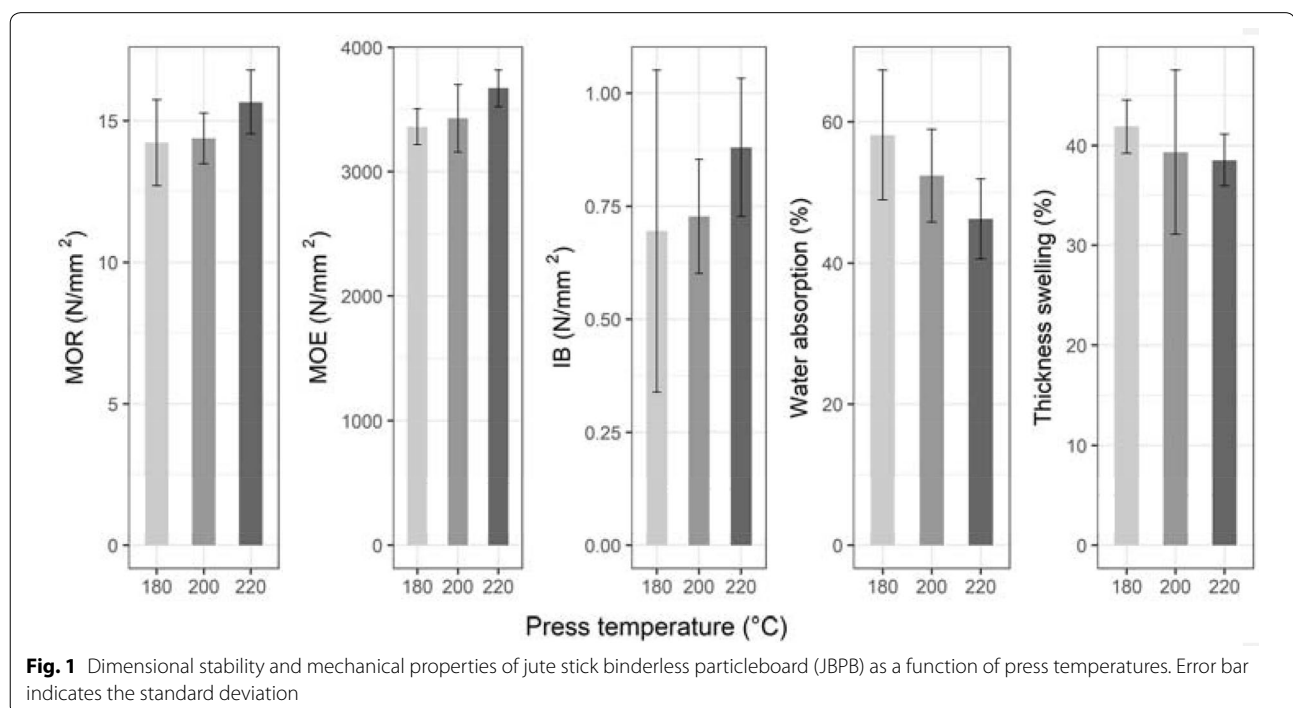 MOR (N/mm 2)
15
10
5
0
180 200 220
MOE (N/mm 2)
4000
3000
2000
1000
0
180 200 220
IB (N/mm 2)
1.00
0.75
0.50
0.25
0.00
180 200 220
Water absorption (%)
60
40
20
0
180 200 220
Thickness swelling (%)
40
30
20
10
0
180 200 220
Press temperature (°C)
Fig. 1 Dimensional stability and mechanical properties of jute stick binderless particleboard (JBPB) as a function of press temperatures. Error bar
indicates the standard deviation